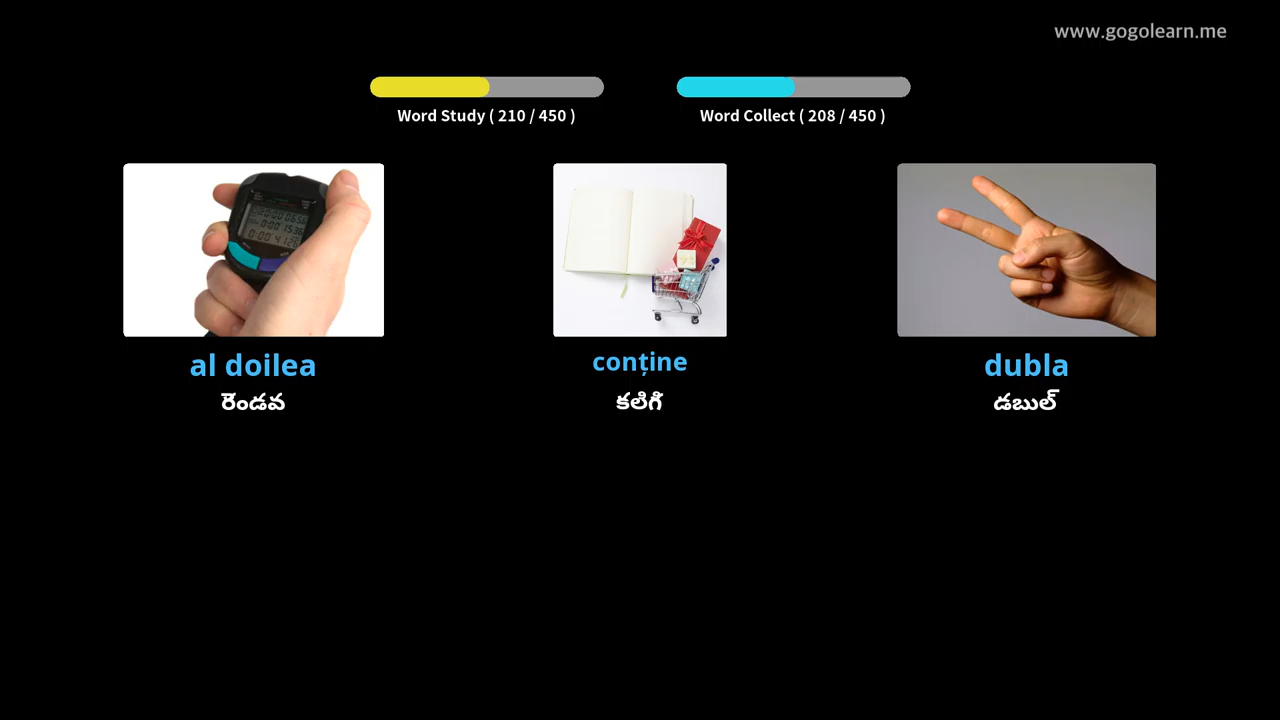 www.gogolearn.me
Word Study ( 210 / 450 )
Word Collect ( 208 / 450 )
al doilea
conține
dubla
రెండవ
కలిగి
డబుల్